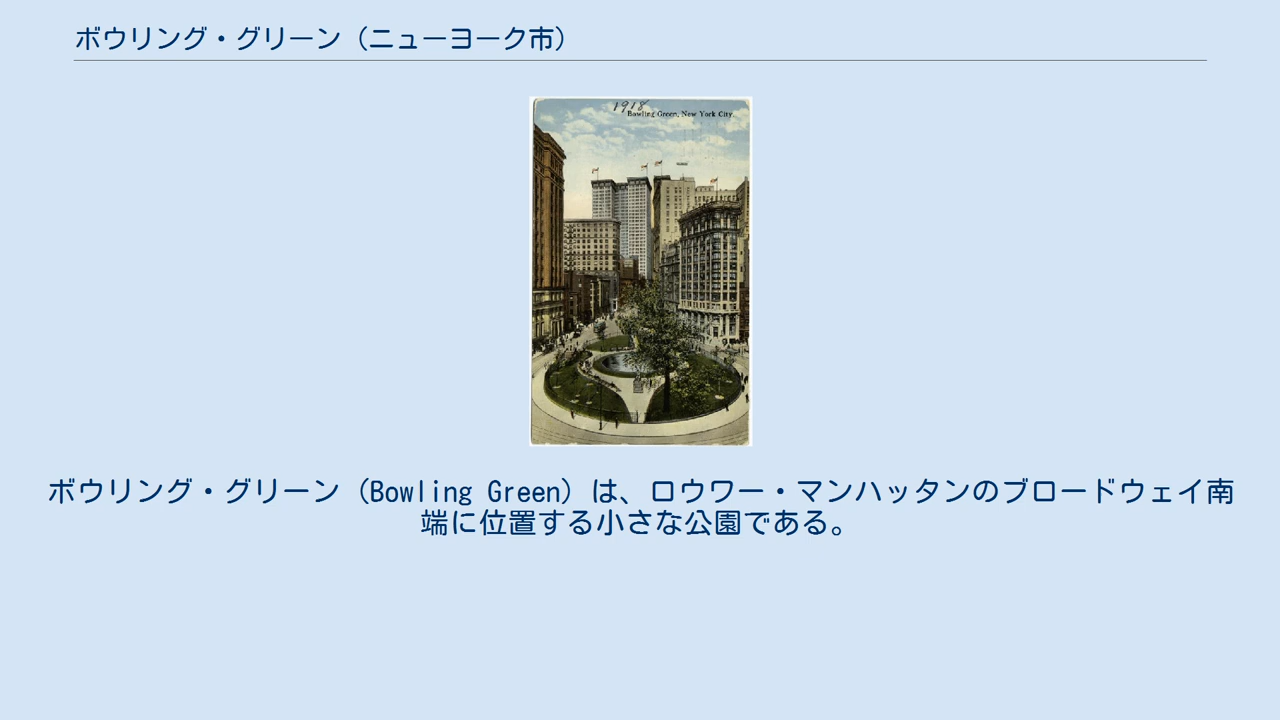 ボウリング・グリーン（ニューヨーク市）
1918
Bowling Green, New York City.
ボウリング・グリーン（Bowling Green）は、ロウワー・マンハッタンのブロードウェイ南
端に位置する小さな公園である。